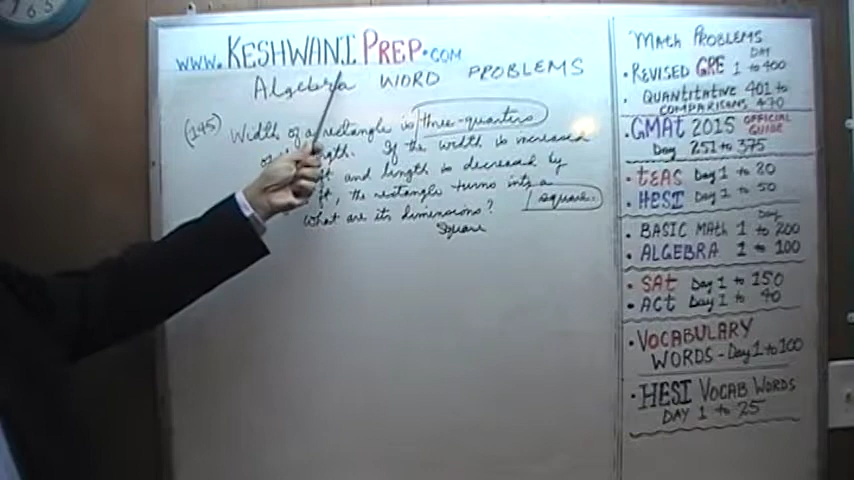 WWW.KESHWANIPREP.COM
Algebra WORD PROBLEMS
(145) Width of a rectangle is three-quarters
If the width is increased
ft and length is decreased by
ft, the rectangle turns into a square.
what are its dimensions?
Square
MATH PROBLEMS
DAY
• REVISED GRE 1 to 400
• QUANTITATIVE 401 to
COMPARISONS 470
• GMAT 2015 OFFICIAL GUIDE
Day 251 to 375
• TEAS Day 1 to 80
• HESI Day 1 to 50
Day
• BASIC MATH 1 to 200
• ALGEBRA 1 to 100
• SAT Day 1 to 150
• ACT Day 1 to 40
• VOCABULARY
WORDS - Day 1 to 100
• HESI VOCAB WORDS
DAY 1 to 25